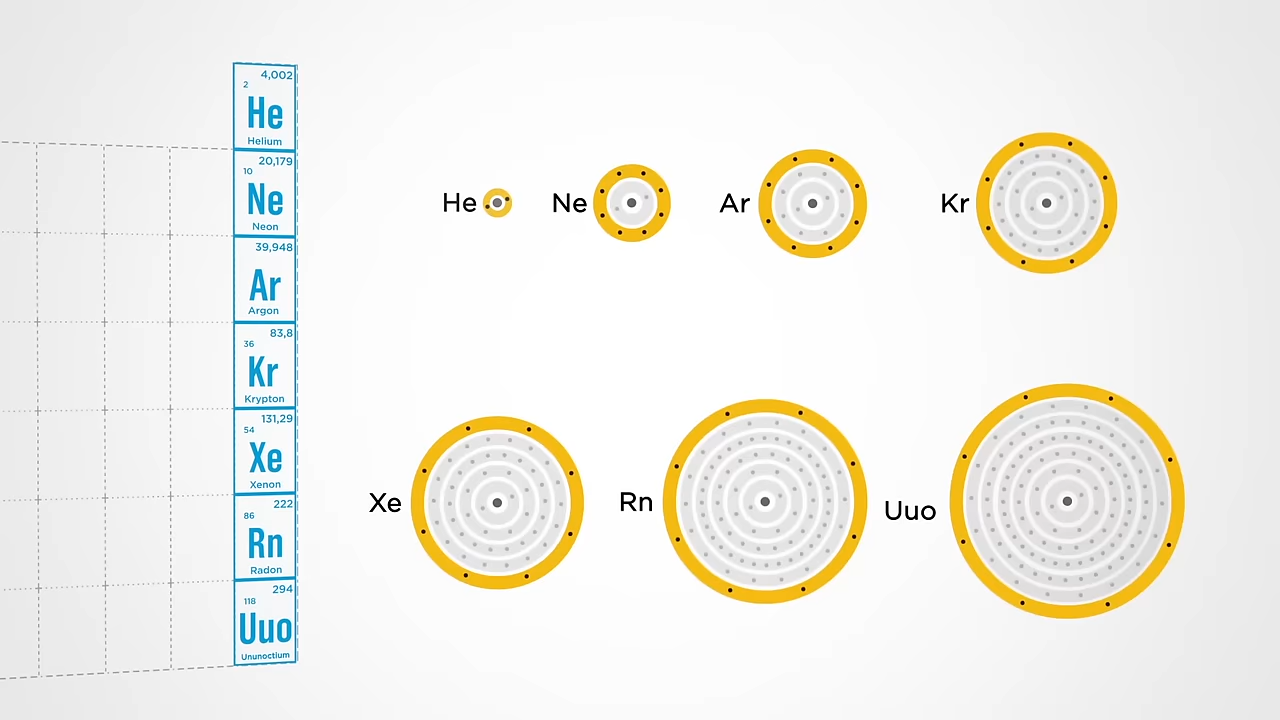 4,002
2
He
Helium
20,179
10
Ne
Neon
39,948
Ar
Argon
83,8
36
Kr
Krypton
131,29
54
Xe
Xenon
222
86
Rn
Radon
294
118
Uuo
Ununoctium
He
Ne
Ar
Kr
Xe
Rn
Uuo